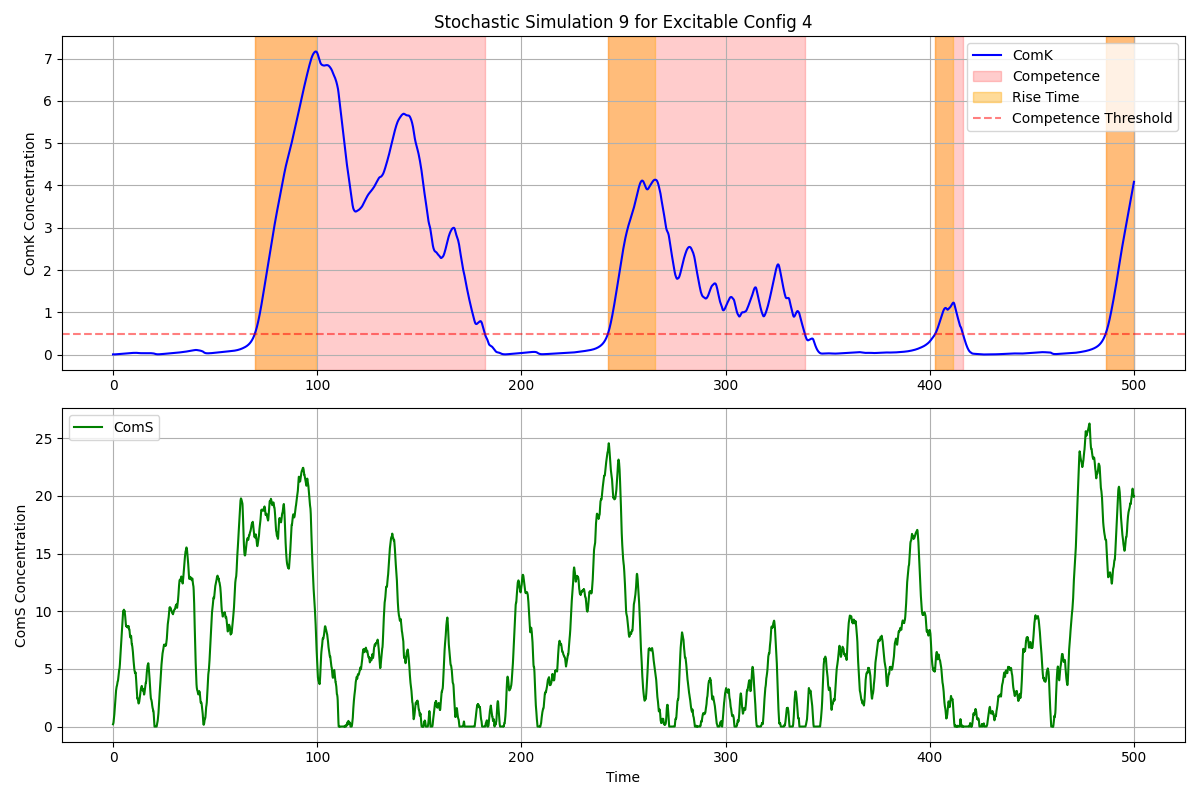 Stochastic Simulation 9 for Excitable Config 4
ComK Concentration
7
6
5
4
3
2
1
0
ComK
Competence
Rise Time
Competence Threshold
0 100 200 300 400 500
ComS Concentration
25
20
15
10
5
0
ComS
0 100 200 300 400 500
Time